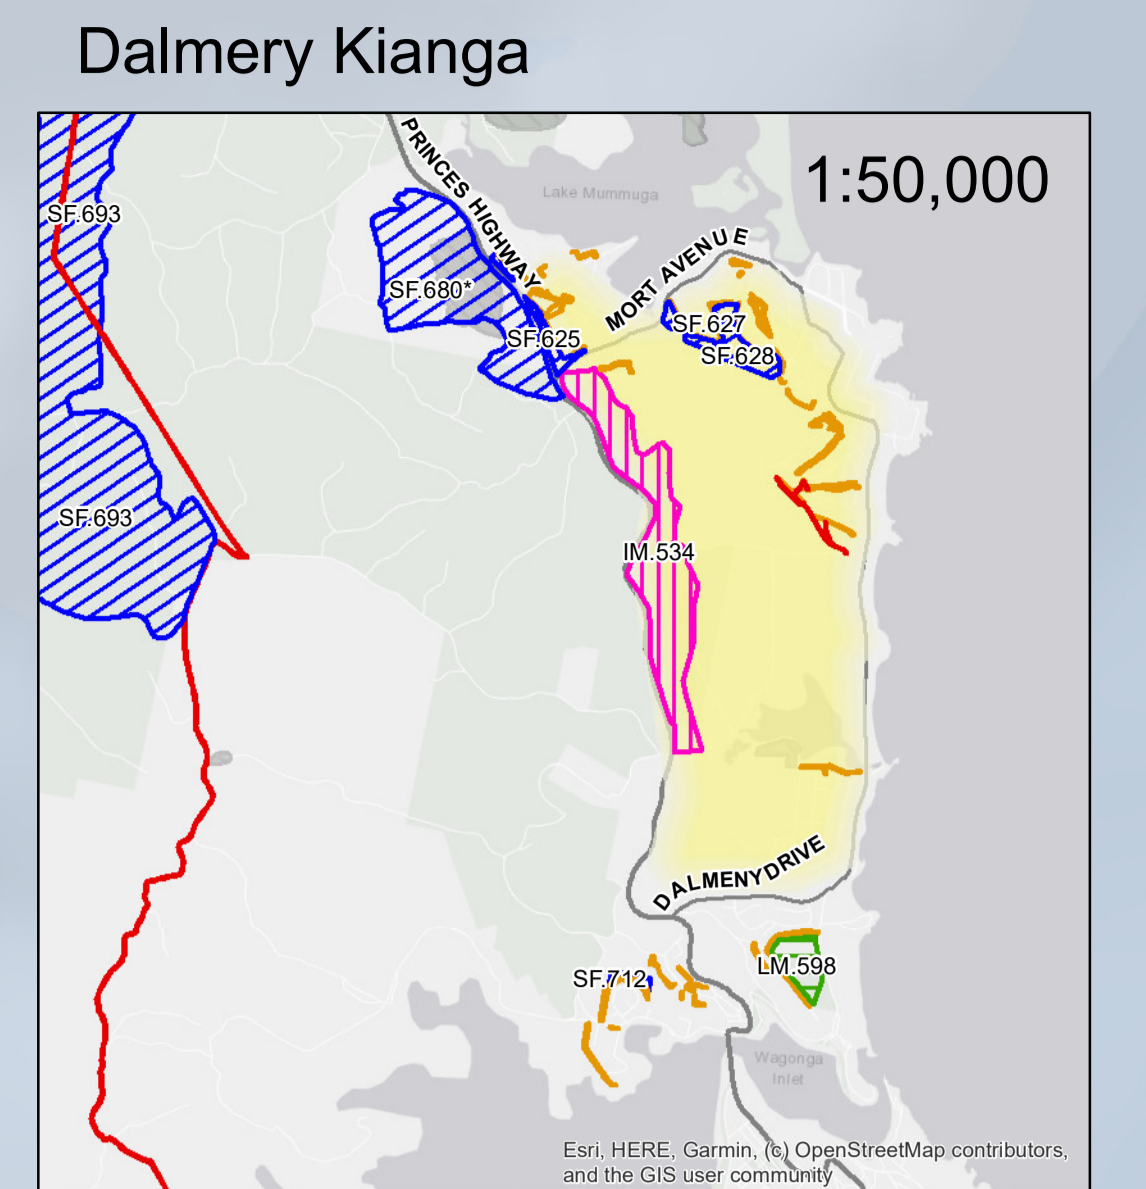 Dalmery Kianga
1:50,000
PRINCES HIGHWAY
Lake Mummuga
SF.693
MORT AVENUE
SF.680*
SF.625
SF.627
SF.628
SF.693
IM.534
DALMENYDRIVE
SF.712
LM.598
Wagonga
Inlet
Esri, HERE, Garmin, (c) OpenStreetMap contributors,
and the GIS user community